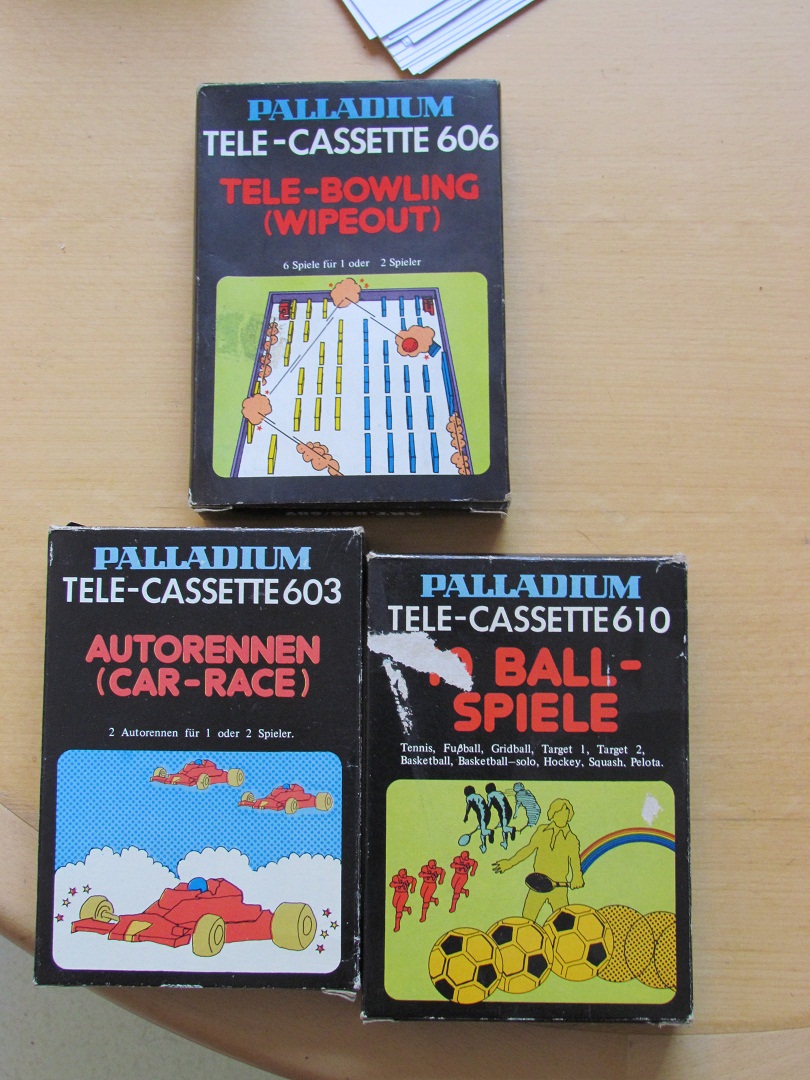 PALLADIUM
TELE-CASSETTE 606
TELE-BOWLING
(WIPEOUT)
6 Spiele für 1 oder 2 Spieler
PALLADIUM
TELE-CASSETTE 603
AUTORENNEN
(CAR-RACE)
2 Autorennen für 1 oder 2 Spieler.
PALLADIUM
TELE-CASSETTE 610
BALL-
SPIELE
Tennis, Fußball, Gridball, Target 1, Target 2,
Basketball, Basketball-solo, Hockey, Squash, Pelota.